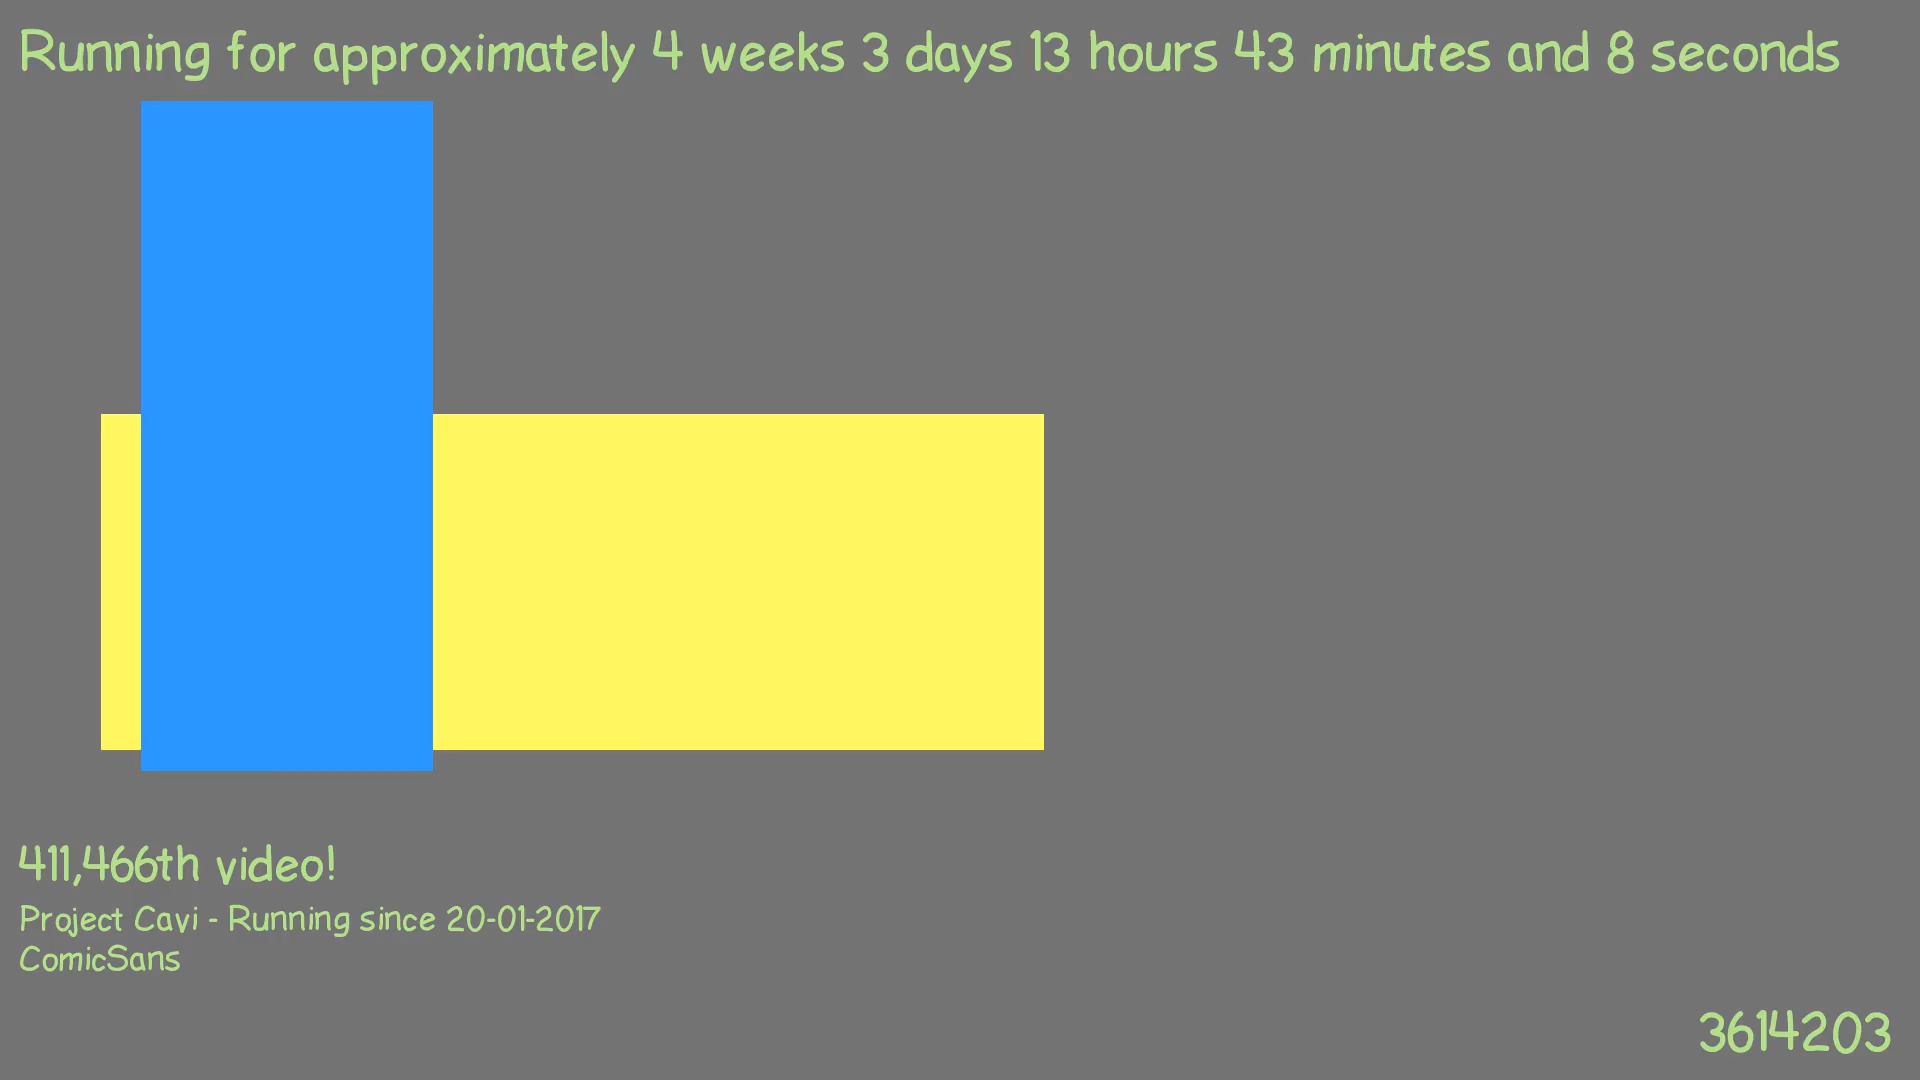 Running for approximately 4 weeks 3 days 13 hours 43 minutes and 8 seconds
411,466th video!
Project Cavi - Running since 20-01-2017
ComicSans
3614203